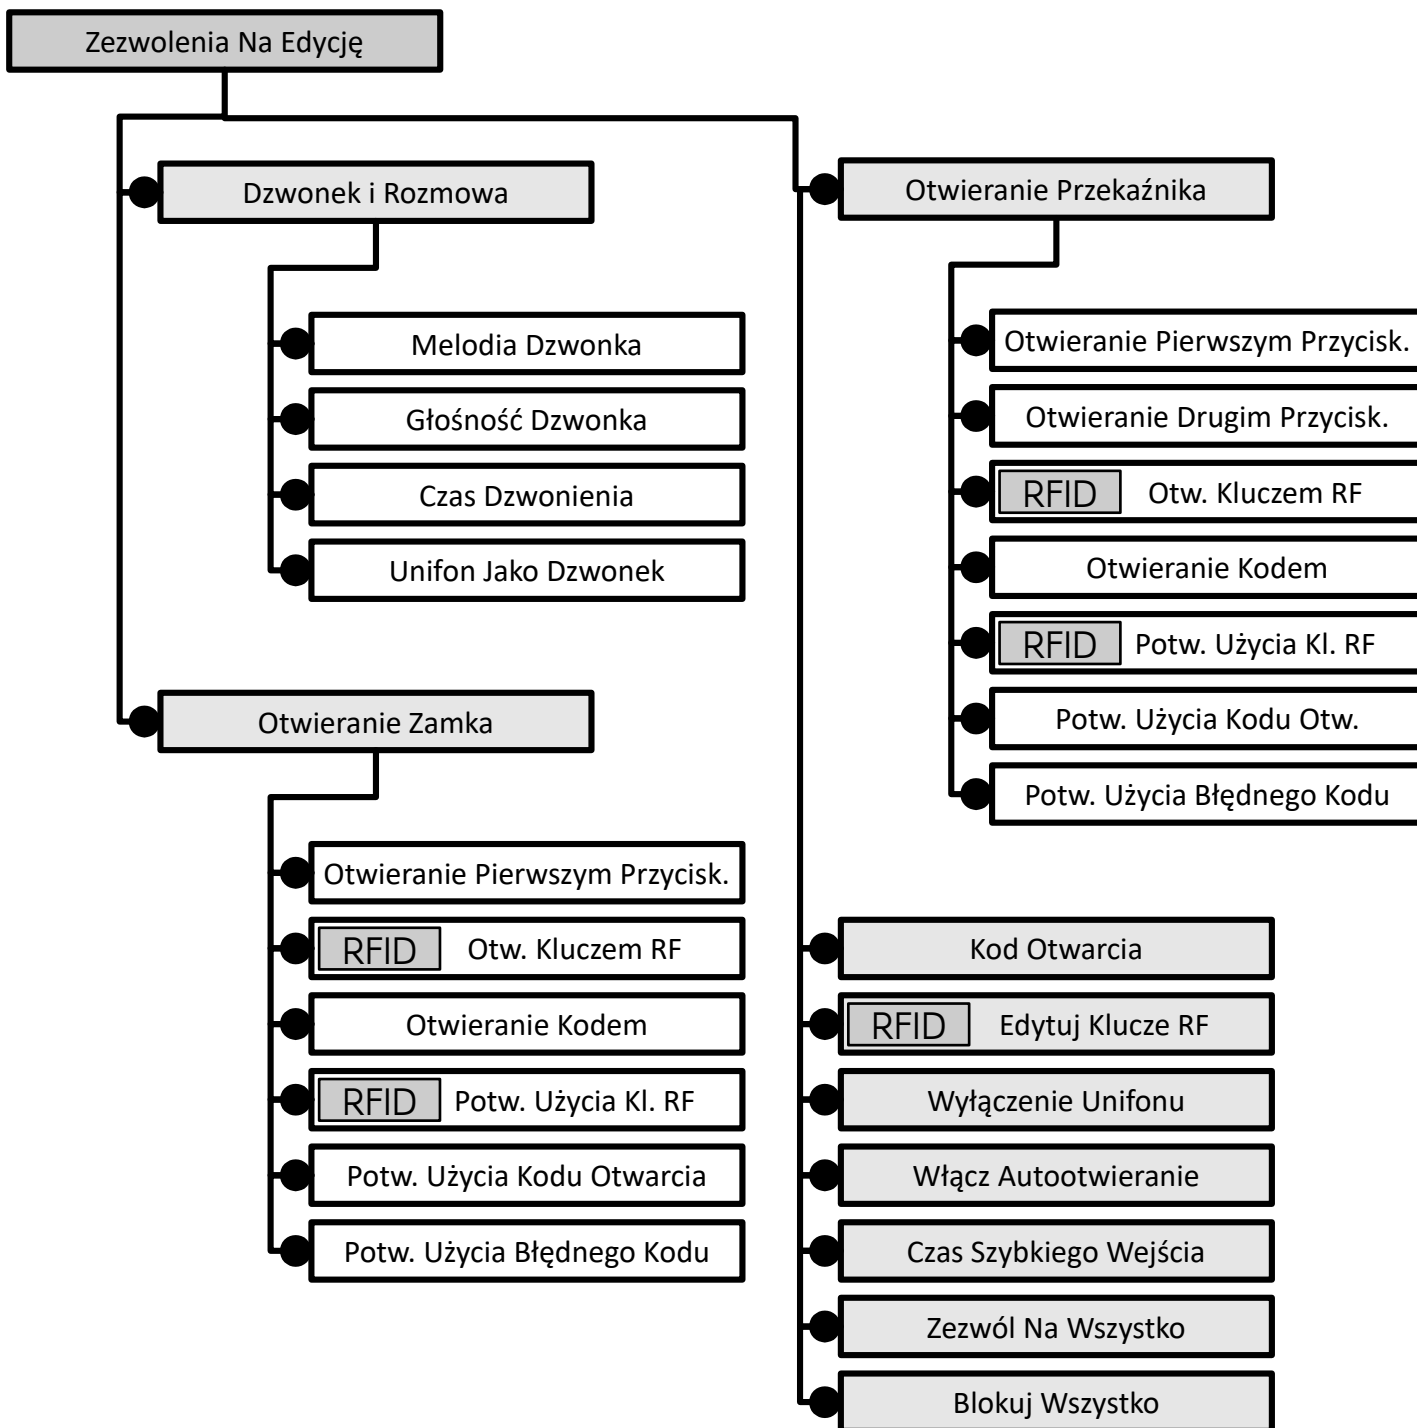 Zezwolenia Na Edycję
Dzwonek i Rozmowa
Melodia Dzwonka
Głośność Dzwonka
Czas Dzwonienia
Unifon Jako Dzwonek
Otwieranie Zamka
Otwieranie Pierwszym Przycisk.
RFID Otw. Kluczem RF
Otwieranie Kodem
RFID Potw. Użycia Kl. RF
Potw. Użycia Kodu Otwarcia
Potw. Użycia Błędnego Kodu
Otwieranie Przekaźnika
Otwieranie Pierwszym Przycisk.
Otwieranie Drugim Przycisk.
RFID Otw. Kluczem RF
Otwieranie Kodem
RFID Potw. Użycia Kl. RF
Potw. Użycia Kodu Otw.
Potw. Użycia Błędnego Kodu
Kod Otwarcia
RFID Edytuj Klucze RF
Wyłączenie Unifonu
Włącz Autootwieranie
Czas Szybkiego Wejścia
Zezwól Na Wszystko
Blokuj Wszystko